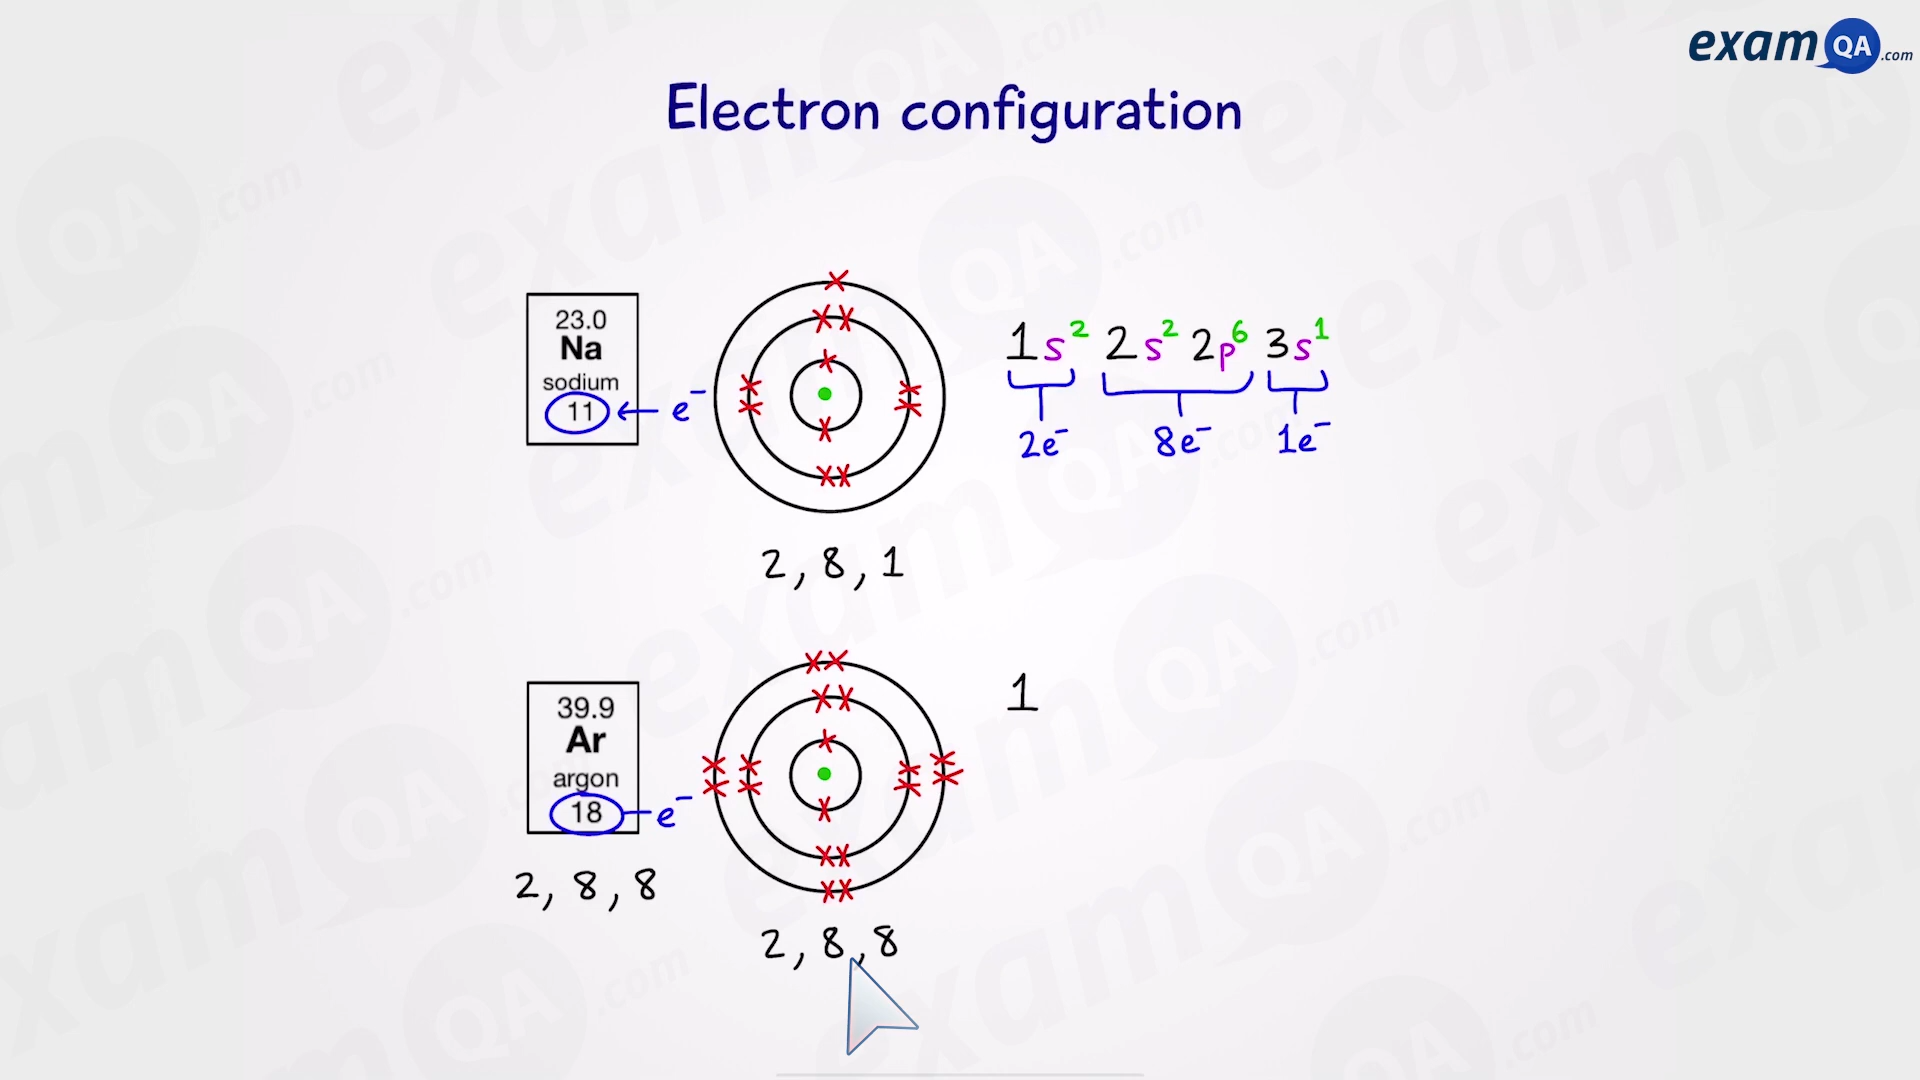 examQA.com
Electron configuration
23.0
Na
sodium
11 ← e⁻
1s² 2s² 2p⁶ 3s¹
2e⁻ 8e⁻ 1e⁻
2, 8, 1
39.9
Ar
argon
18 e⁻
2, 8, 8
1
2, 8, 8